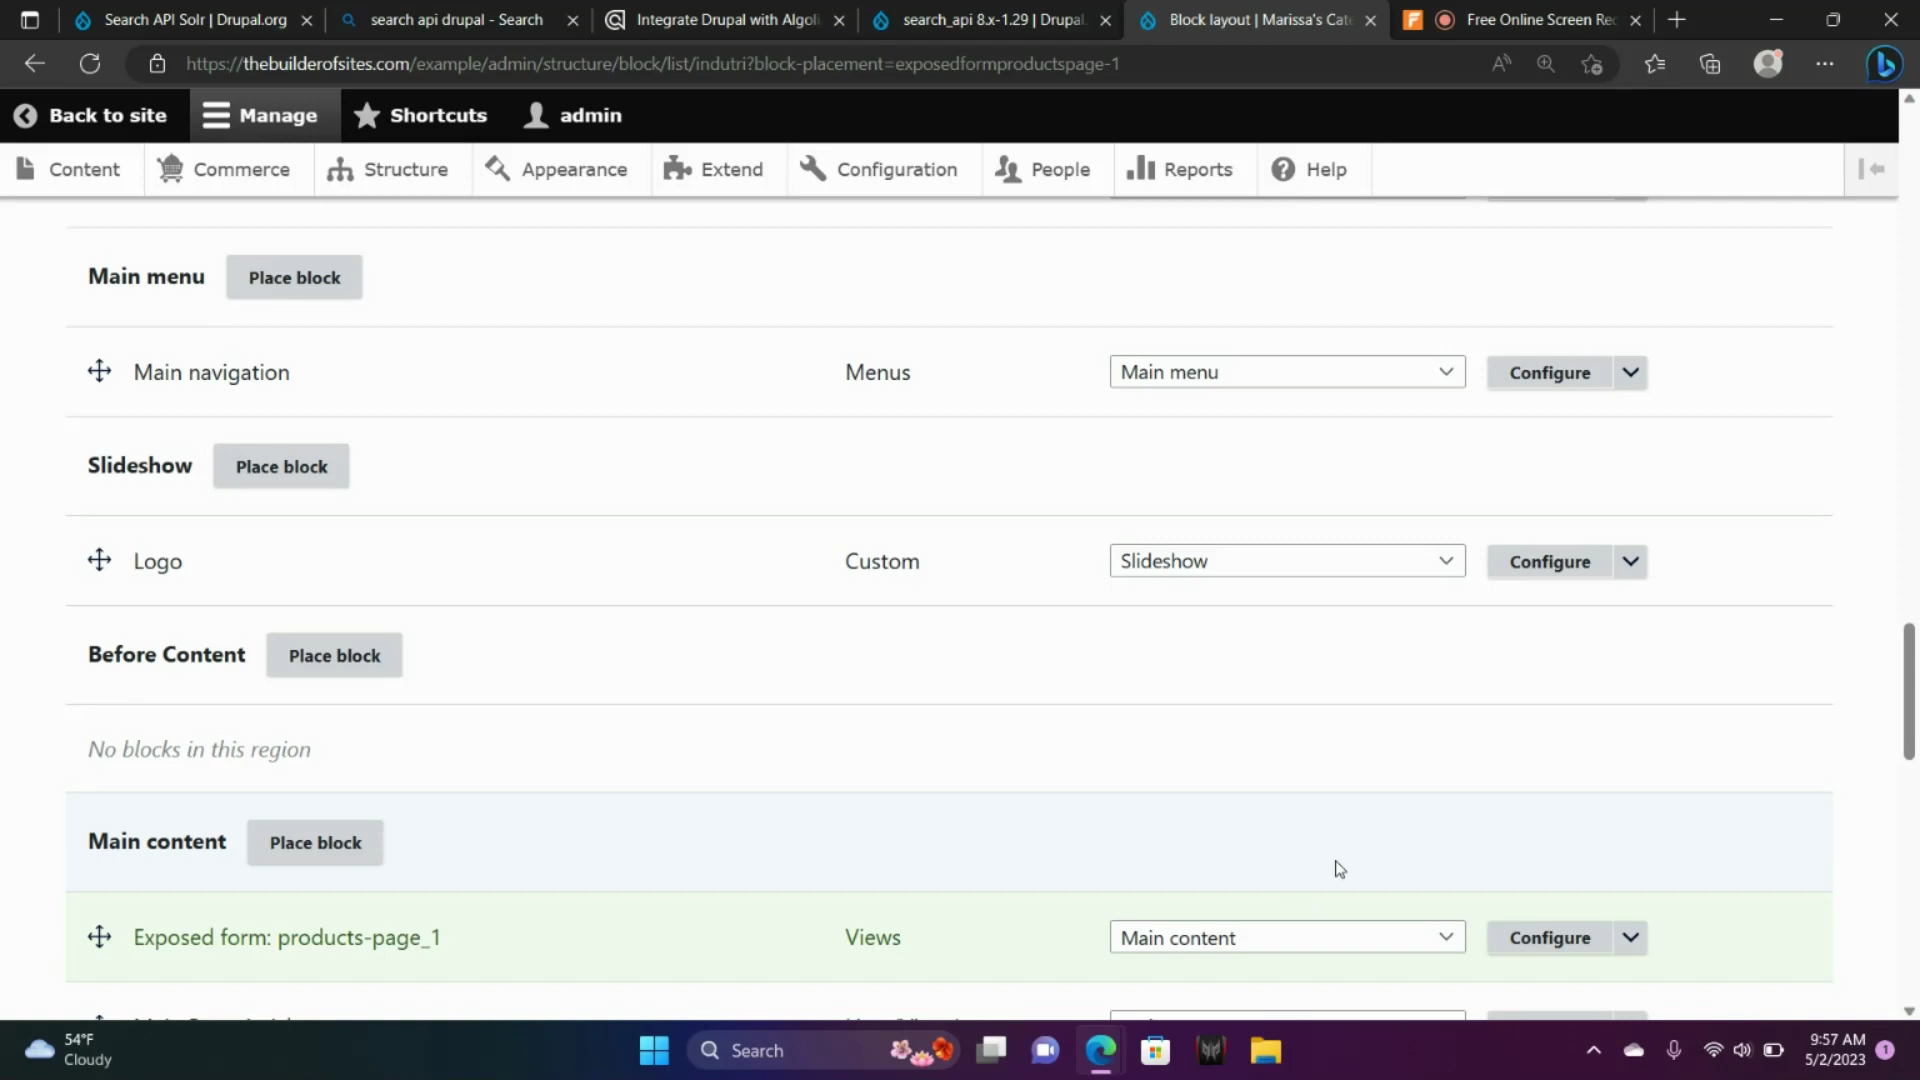 Search API Solr | Drupal.org
search api drupal - Search
Integrate Drupal with Algoli
search_api 8.x-1.29 | Drupal.
Block layout | Marissa's Cate
Free Online Screen Rec
https://thebuilderofsites.com/example/admin/structure/block/list/indutri?block-placement=exposedformproductspage-1
Back to site
Manage
Shortcuts
admin
Content
Commerce
Structure
Appearance
Extend
Configuration
People
Reports
Help
Main menu
Place block
Main navigation
Menus
Main menu
Configure
Slideshow
Place block
Logo
Custom
Slideshow
Configure
Before Content
Place block
No blocks in this region
Main content
Place block
Exposed form: products-page_1
Views
Main content
Configure
54°F
Cloudy
Search
9:57 AM
5/2/2023
1